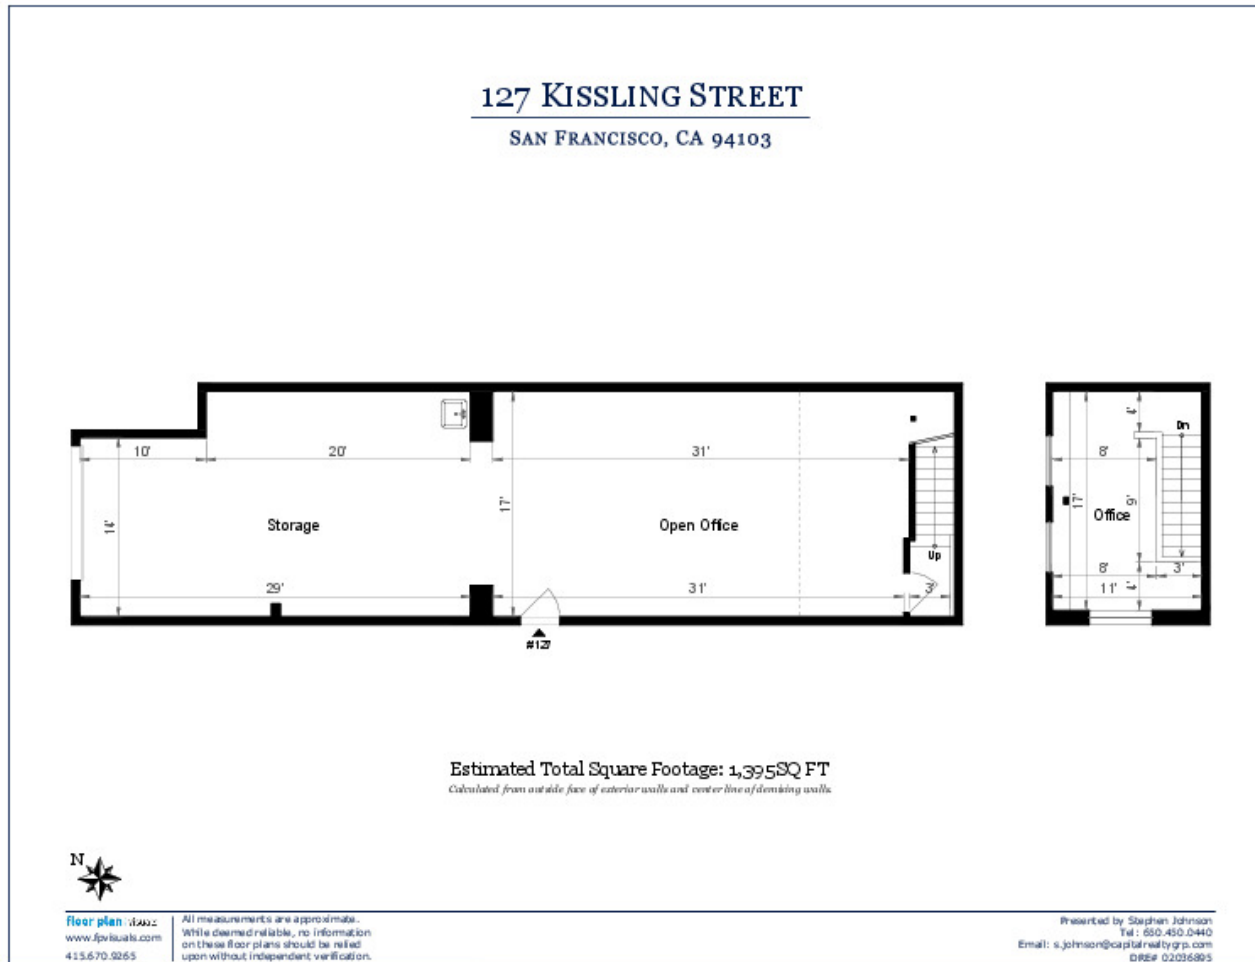 127 Kissling Street
San Francisco, CA 94103
10'
20'
31'
14'
17'
Storage
Open Office
Up
29'
31'
3'
#127
4'
Dn
8'
17'
9'
Office
8'
3'
11'
4'
Estimated Total Square Footage: 1,395SQ FT
Calculated from outside face of exterior walls and center line of demising walls.
N
floor plan visuals
www.fpvisuals.com
415.670.9265
All measurements are approximate.
While deemed reliable, no information
on these floor plans should be relied
upon without independent verification.
Presented by Stephen Johnson
Tel: 650.450.0440
Email: s.johnson@capitalrealtygrp.com
DRE# 02036895